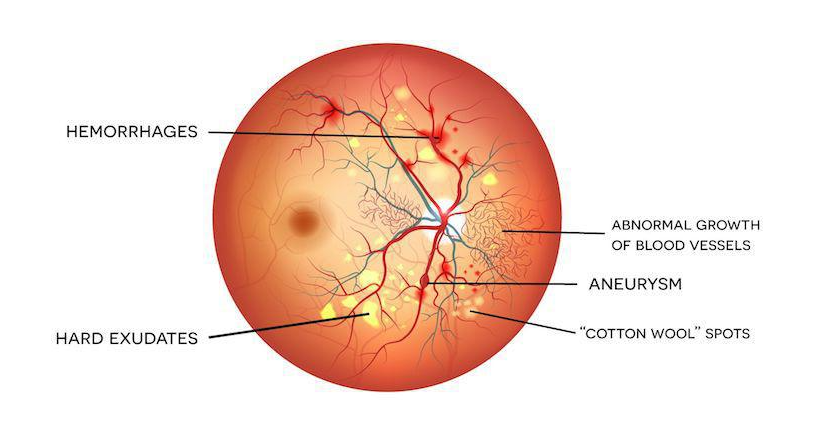 HEMORRHAGES
ABNORMAL GROWTH
OF BLOOD VESSELS
ANEURYSM
"COTTON WOOL" SPOTS
HARD EXUDATES